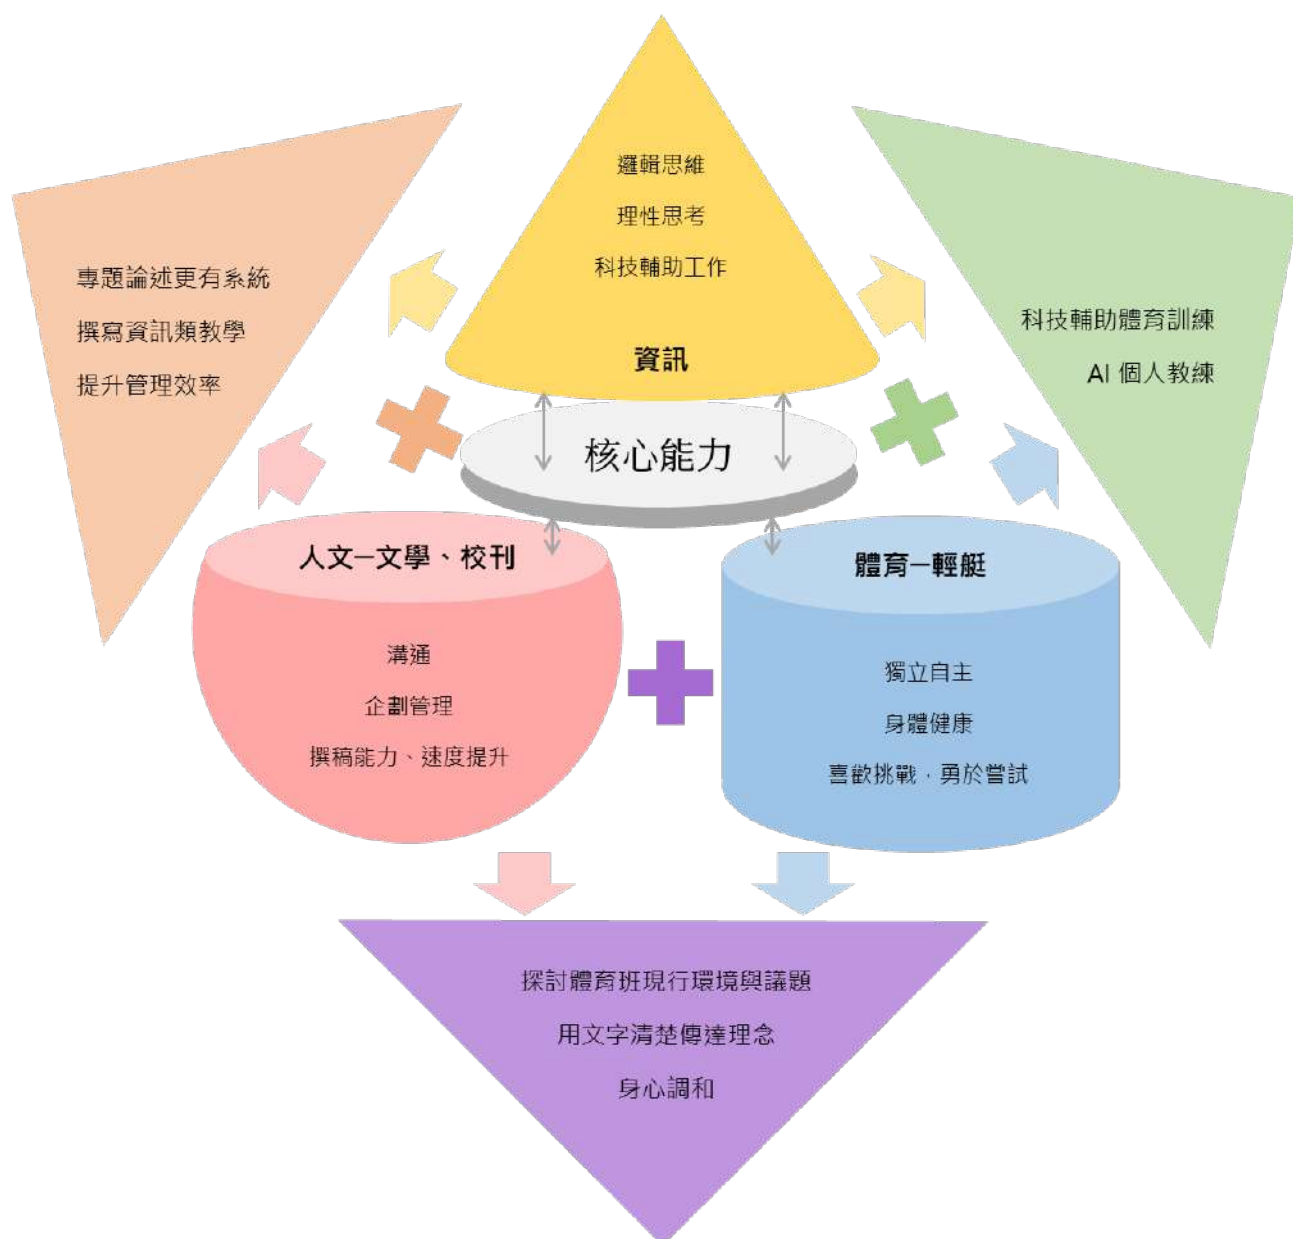 邏輯思維
理性思考
科技輔助工作
資訊
專題論述更有系統
撰寫資訊類教學
提升管理效率
科技輔助體育訓練
AI 個人教練
核心能力
人文─文學、校刊
溝通
企劃管理
撰稿能力、速度提升
體育─輕艇
獨立自主
身體健康
喜歡挑戰，勇於嘗試
探討體育班現行環境與議題
用文字清楚傳達理念
身心調和